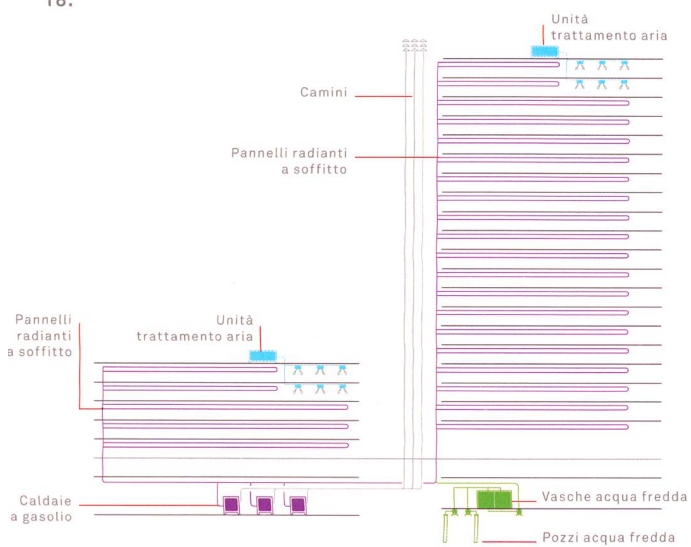 18.
Unità
trattamento aria
Camini
Pannelli radianti
a soffitto
Pannelli
radianti
a soffitto
Unità
trattamento aria
Caldaie
a gasolio
Vasche acqua fredda
Pozzi acqua fredda